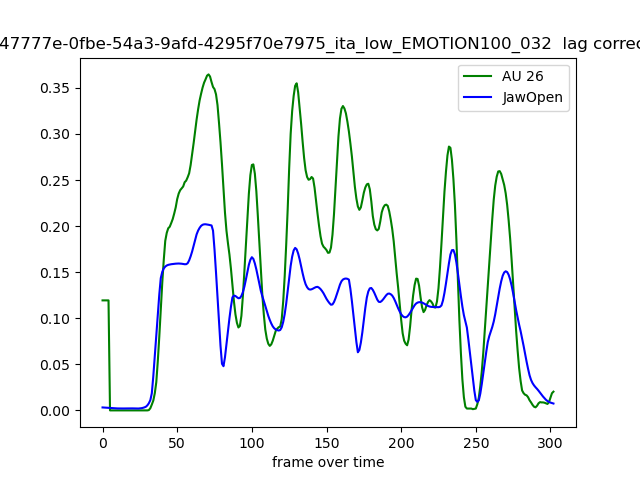 47777e-0fbe-54a3-9afd-4295f70e7975_ita_low_EMOTION100_032 lag correc
AU 26
JawOpen
0.35
0.30
0.25
0.20
0.15
0.10
0.05
0.00
0 50 100 150 200 250 300
frame over time